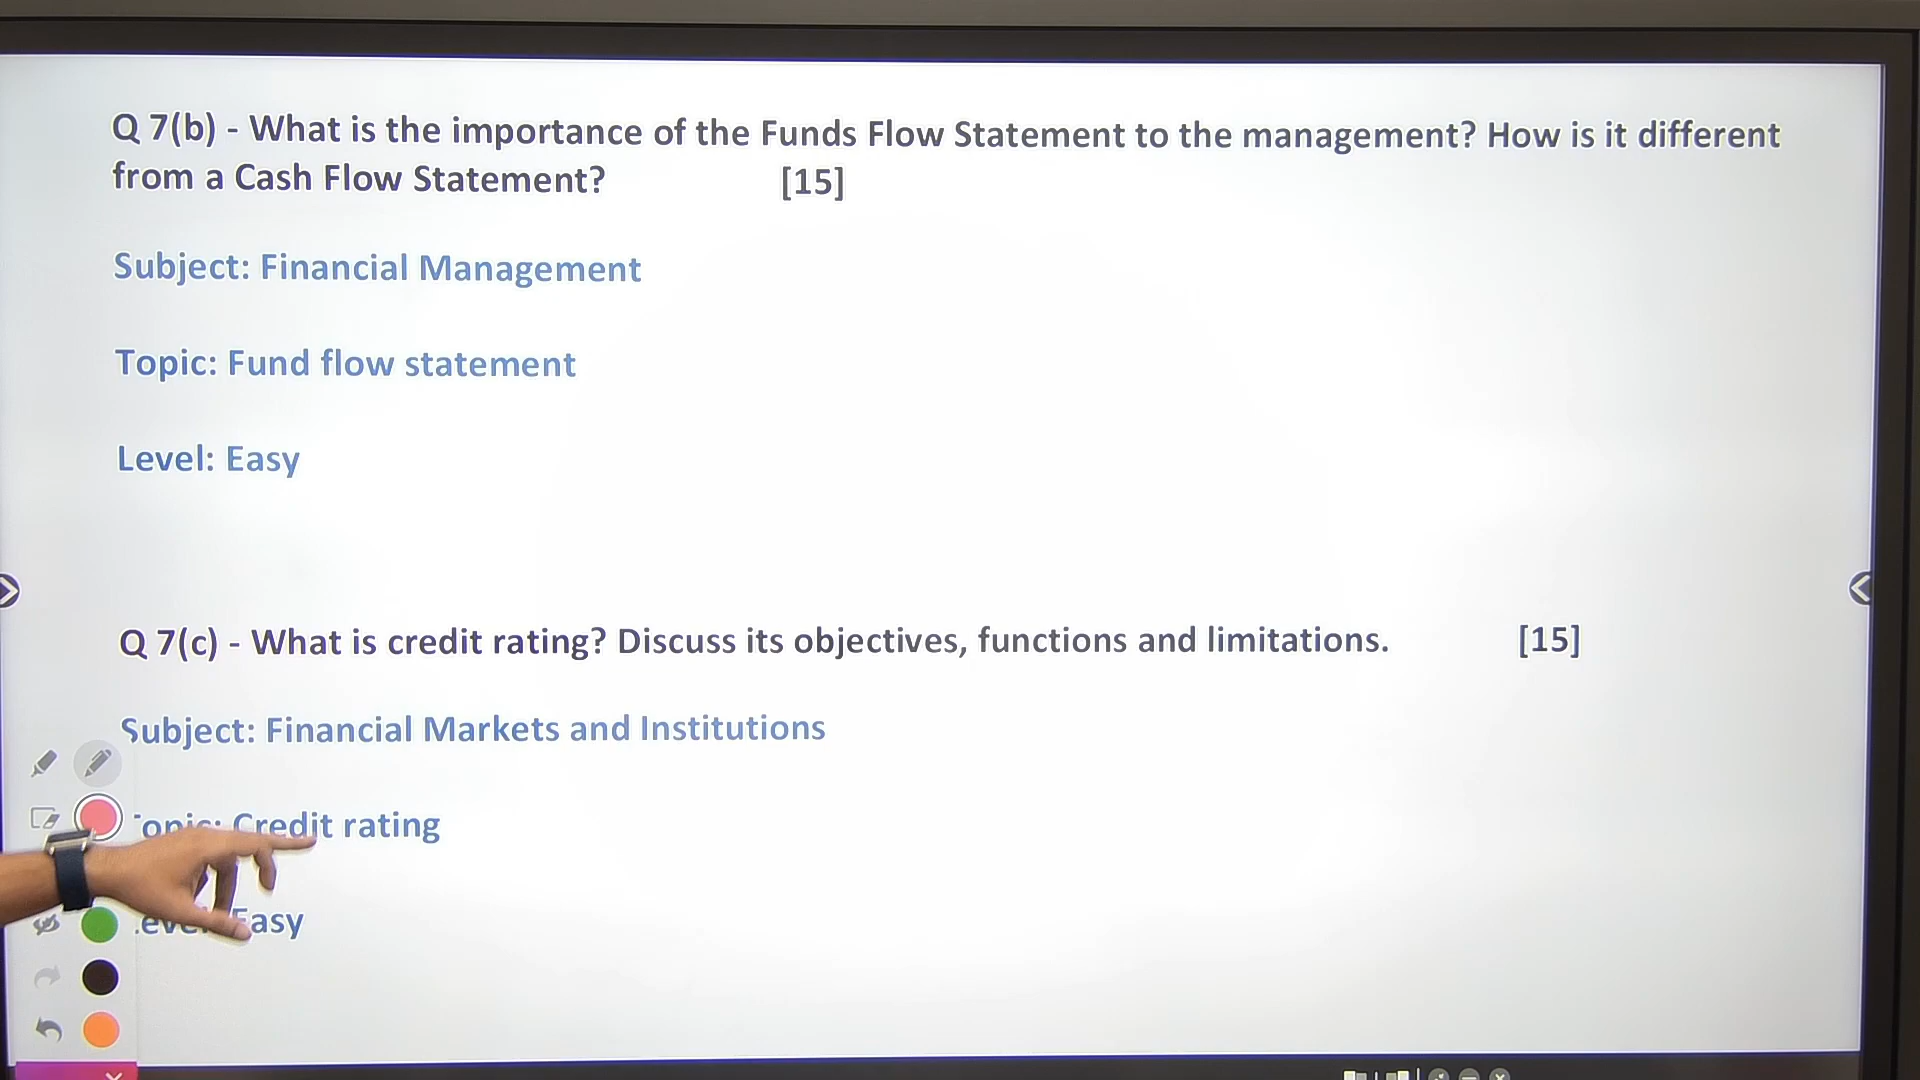 Q 7(b) - What is the importance of the Funds Flow Statement to the management? How is it different
from a Cash Flow Statement? [15]
Subject: Financial Management
Topic: Fund flow statement
Level: Easy
Q 7(c) - What is credit rating? Discuss its objectives, functions and limitations. [15]
Subject: Financial Markets and Institutions
Credit rating
Easy